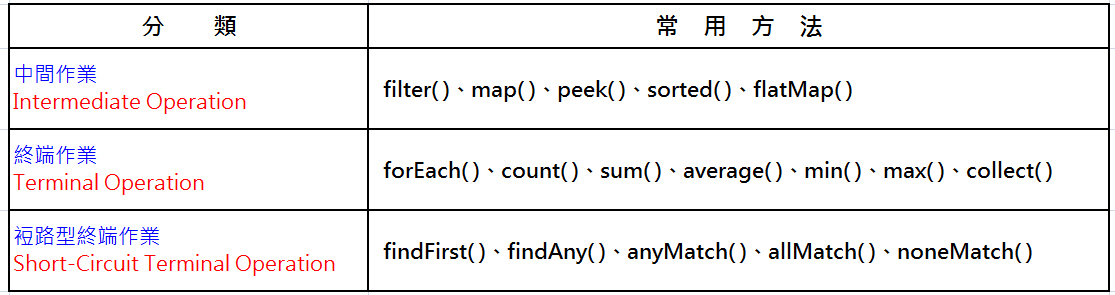 分　　類
常　用　方　法
中間作業
Intermediate Operation
filter( )、map( )、peek( )、sorted( )、flatMap( )
終端作業
Terminal Operation
forEach( )、count( )、sum( )、average( )、min( )、max( )、collect( )
裋路型終端作業
Short-Circuit Terminal Operation
findFirst( )、findAny( )、anyMatch( )、allMatch( )、noneMatch( )